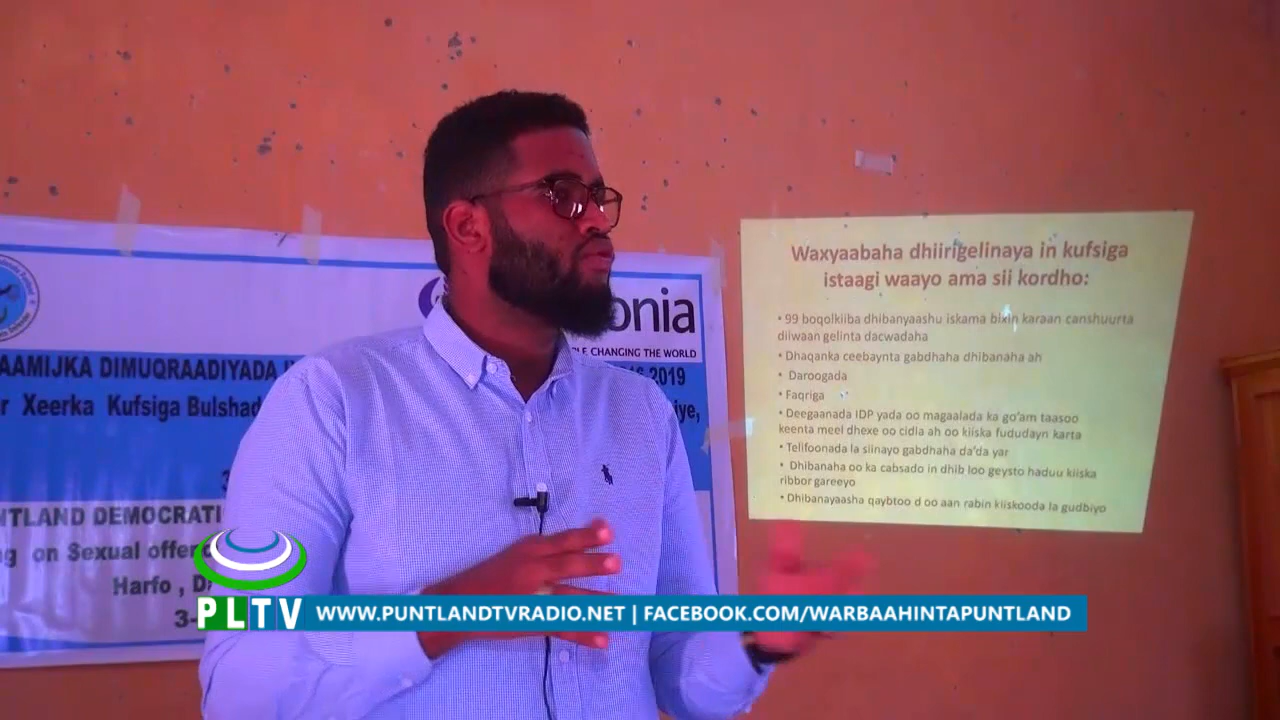 Waxyaabaha dhiirigelinaya in kufsiga
istaagi waayo ama sii kordho:
• 99 boqolkiiba dhibanyaashu iskama bixin karaan canshuurta
diiwaan gelinta dacwadaha
• Dhaqanka ceebaynta gabdhaha dhibanaha ah
• Daroogada
• Faqriga
• Deegaanada IDP yada oo magaalada ka go'am taasoo
keenta meel dhexe oo cidla ah oo kiiska fududayn karta
• Telifoonada la siinayo gabdhaha da'da yar
• Dhibanaha oo ka cabsado in dhib loo geysto haduu kiiska
ribbor gareeyo
• Dhibanayaasha qaybtoo d oo aan rabin kiiskooda la gudbiyo
onia
PLE CHANGING THE WORLD
AAMIJKA DIMUQRAADIYADA 2019
r Xeerka Kufsiga Bulshad iye,
NTLAND DEMOCRATI
g on Sexual offen
Harfo , D
3-
PLTV
WWW.PUNTLANDTVRADIO.NET | FACEBOOK.COM/WARBAAHINTAPUNTLAND